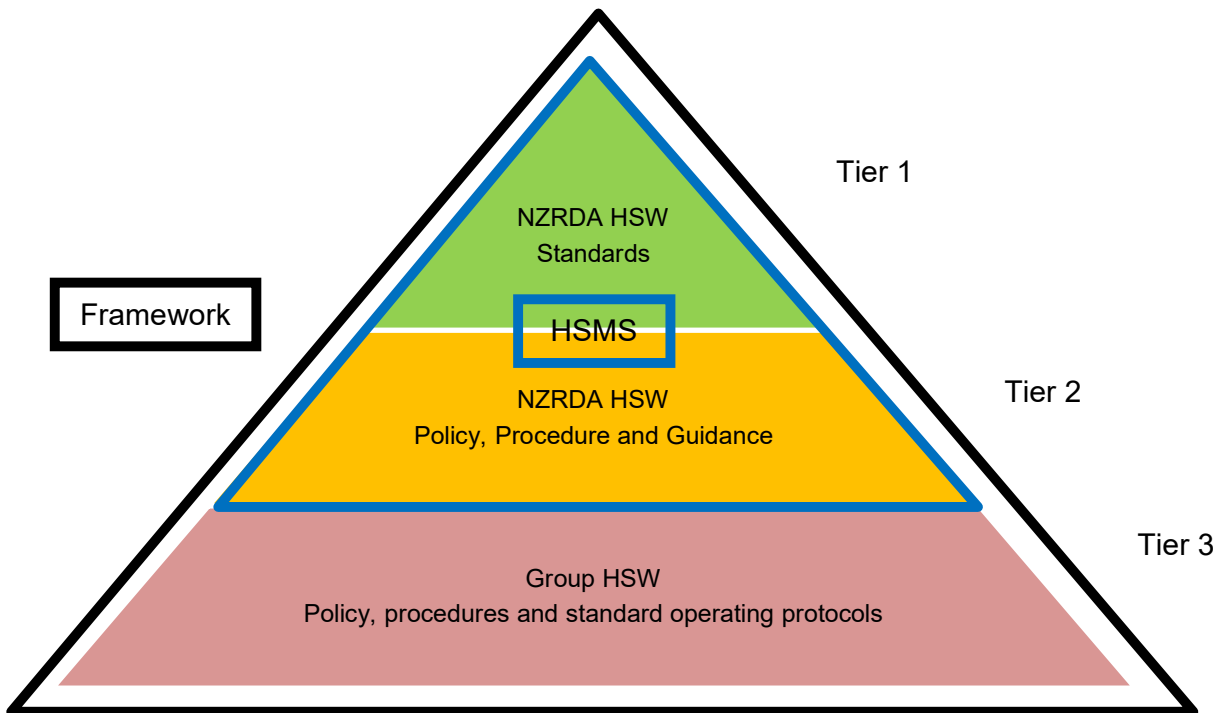 Tier 1
NZRDA HSW
Standards
Framework
HSMS
Tier 2
NZRDA HSW
Policy, Procedure and Guidance
Tier 3
Group HSW
Policy, procedures and standard operating protocols